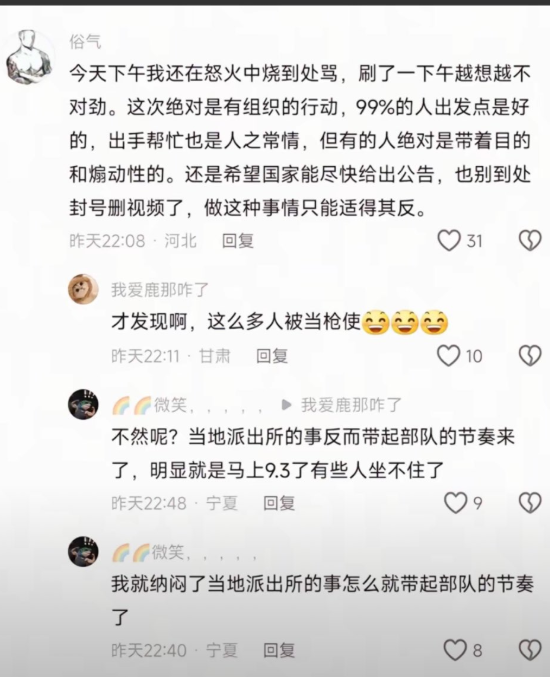 俗气
今天下午我还在怒火中烧到处骂，刷了一下午越想越不
对劲。这次绝对是有组织的行动，99%的人出发点是好
的，出手帮忙也是人之常情，但有的人绝对是带着目的
和煽动性的。还是希望国家能尽快给出公告，也别到处
封号删视频了，做这种事情只能适得其反。
昨天22:08 · 河北 回复 31
我爱鹿那咋了
才发现啊，这么多人被当枪使😄😄😄
昨天22:11 · 甘肃 回复 10
🌈🌈微笑，，，，， ▶ 我爱鹿那咋了
不然呢？当地派出所的事反而带起部队的节奏来
了，明显就是马上9.3了有些人坐不住了
昨天22:48 · 宁夏 回复 9
🌈🌈微笑，，，，，
我就纳闷了当地派出所的事怎么就带起部队的节奏
了
昨天22:40 · 宁夏 回复 8